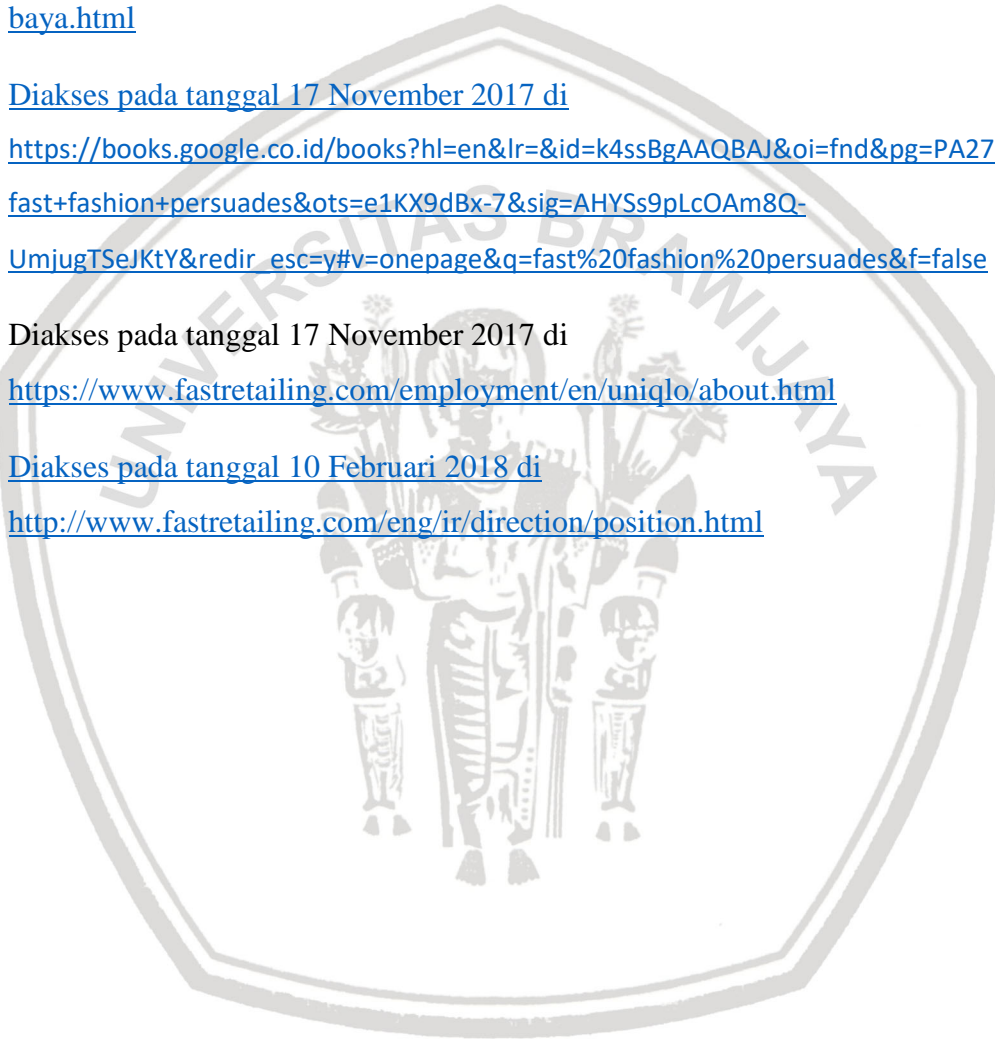 baya.html
Diakses pada tanggal 17 November 2017 di
https://books.google.co.id/books?hl=en&lr=&id=k4ssBgAAQBAJ&oi=fnd&pg=PA27
fast+fashion+persuades&ots=e1KX9dBx-7&sig=AHYSs9pLcOAm8Q-
UmjugTSeJKtY&redir_esc=y#v=onepage&q=fast%20fashion%20persuades&f=false
UNIVERSITAS BRAWIJAYA
Diakses pada tanggal 17 November 2017 di
https://www.fastretailing.com/employment/en/uniqlo/about.html
Diakses pada tanggal 10 Februari 2018 di
http://www.fastretailing.com/eng/ir/direction/position.html